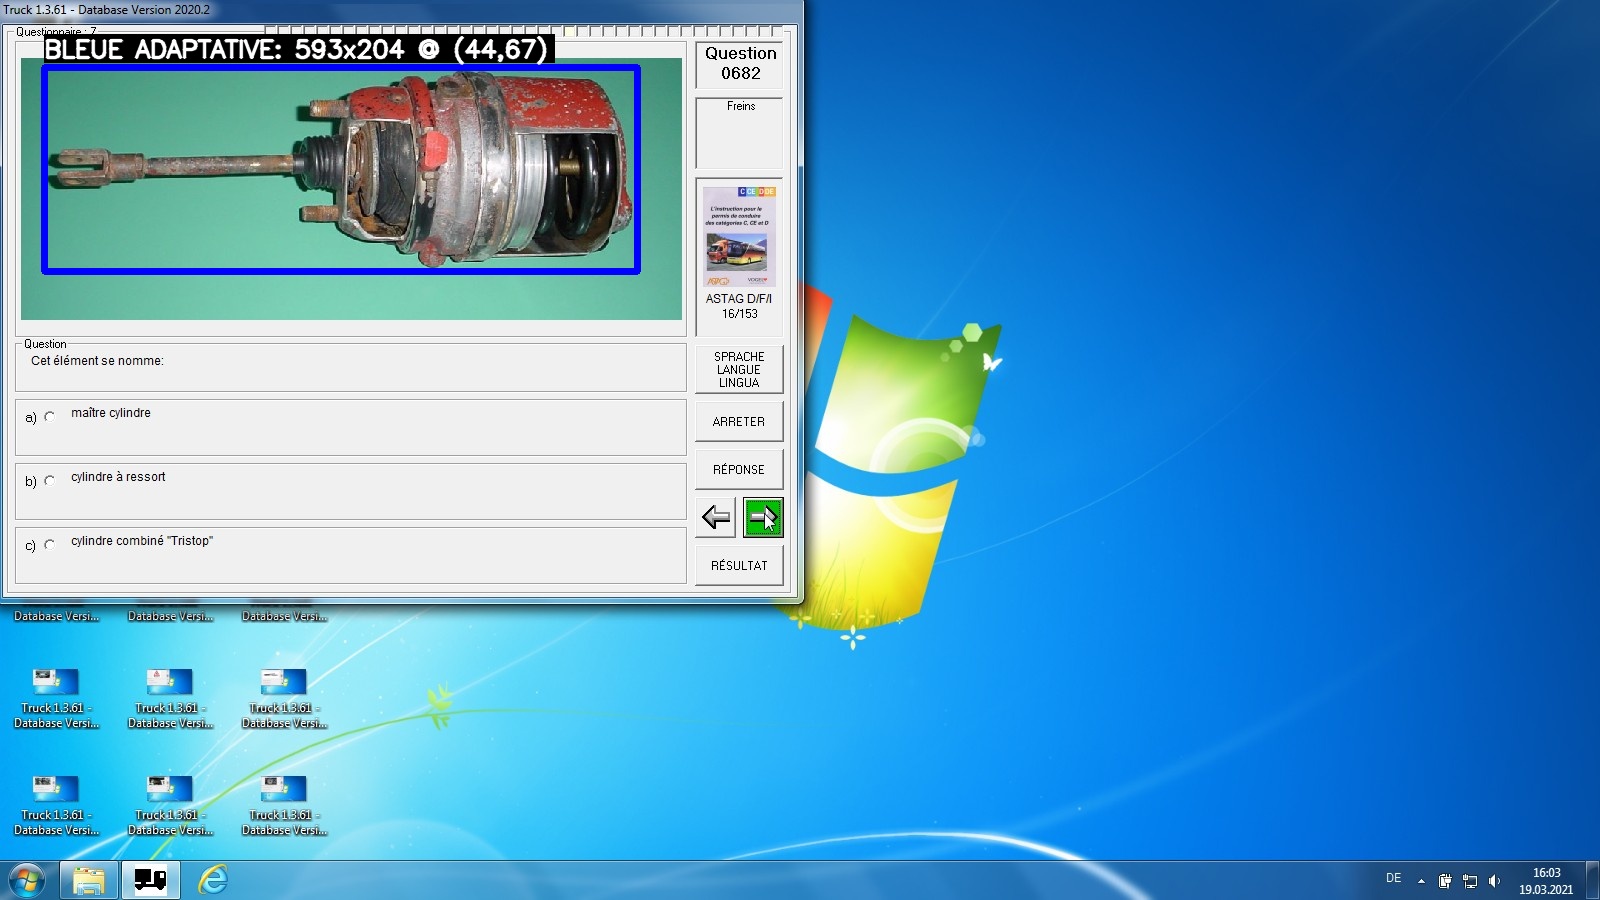 Truck 1.3.61 - Database Version 2020.2
Questionnaire : 7
BLEUE ADAPTATIVE: 593x204 @ (44,67)
Question
0682
Freins
C CE D DE
L'instruction pour le
permis de conduire
des catégories C, CE et D
ASTAG D/F/I
16/153
Question
Cet élément se nomme:
SPRACHE
LANGUE
LINGUA
a) maître cylindre
ARRETER
b) cylindre à ressort
RÉPONSE
c) cylindre combiné "Tristop"
RÉSULTAT
Database Versi...
Database Versi...
Database Versi...
Truck 1.3.61 -
Database Versi...
Truck 1.3.61 -
Database Versi...
Truck 1.3.61 -
Database Versi...
Truck 1.3.61 -
Database Versi...
Truck 1.3.61 -
Database Versi...
Truck 1.3.61 -
Database Versi...
DE
16:03
19.03.2021